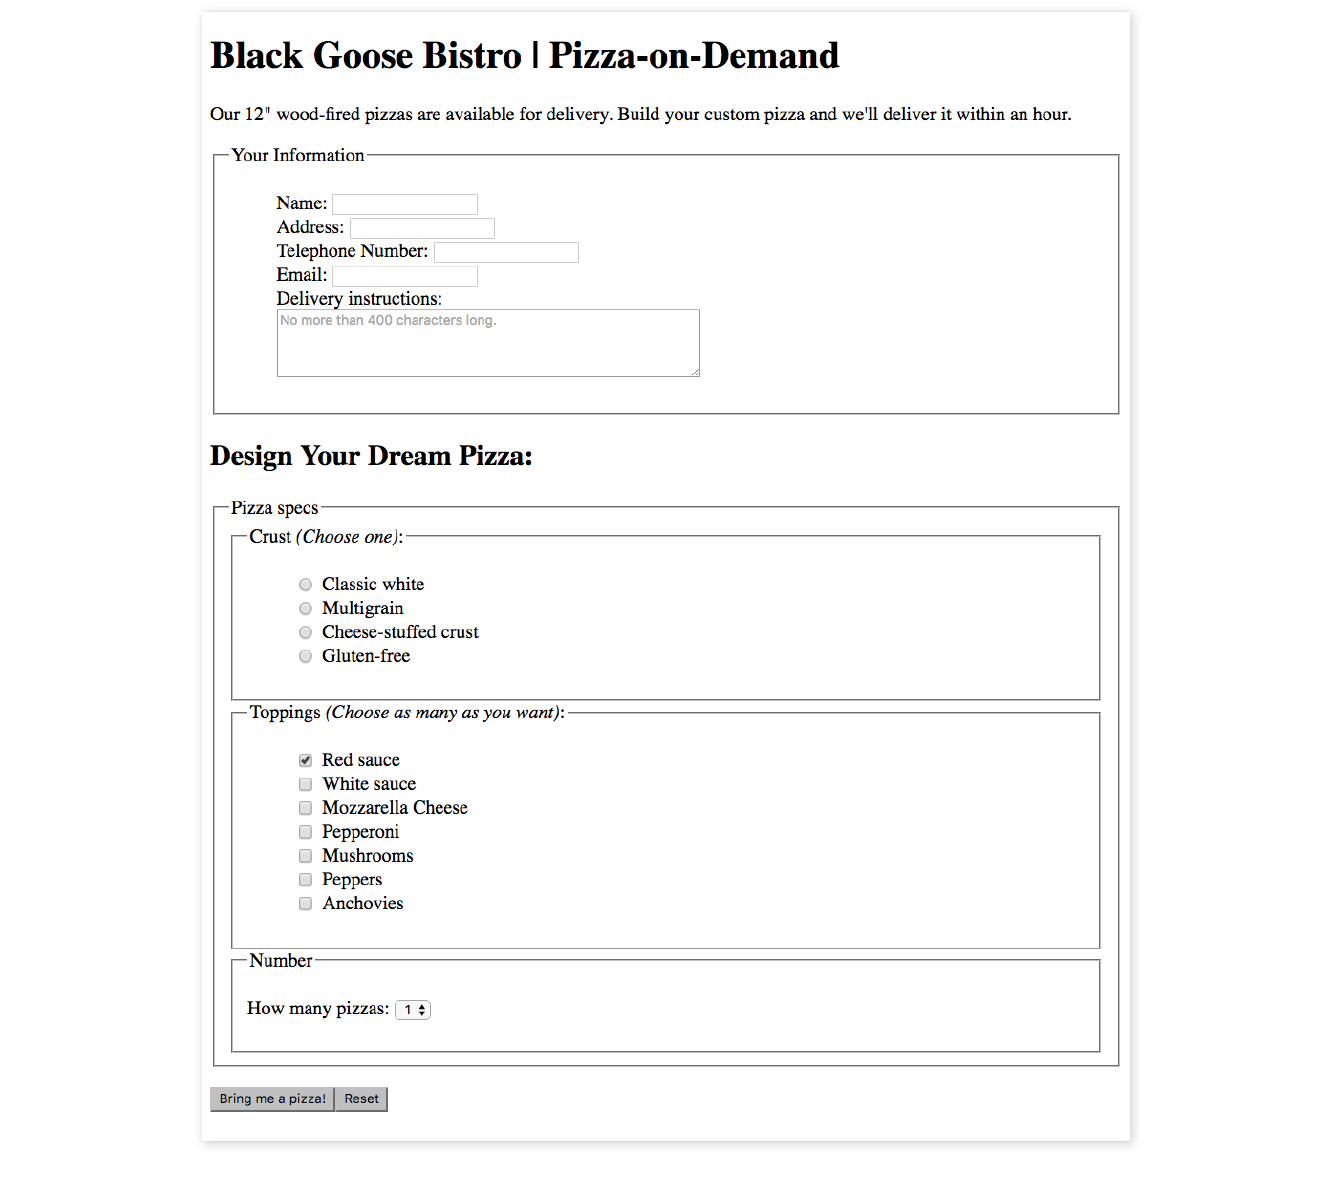 Black Goose Bistro | Pizza-on-Demand
Our 12" wood-fired pizzas are available for delivery. Build your custom pizza and we'll deliver it within an hour.
Your Information
Name:
Address:
Telephone Number:
Email:
Delivery instructions:
No more than 400 characters long.
Design Your Dream Pizza:
Pizza specs
Crust (Choose one):
Classic white
Multigrain
Cheese-stuffed crust
Gluten-free
Toppings (Choose as many as you want):
Red sauce
White sauce
Mozzarella Cheese
Pepperoni
Mushrooms
Peppers
Anchovies
Number
How many pizzas: 1
Bring me a pizza! Reset